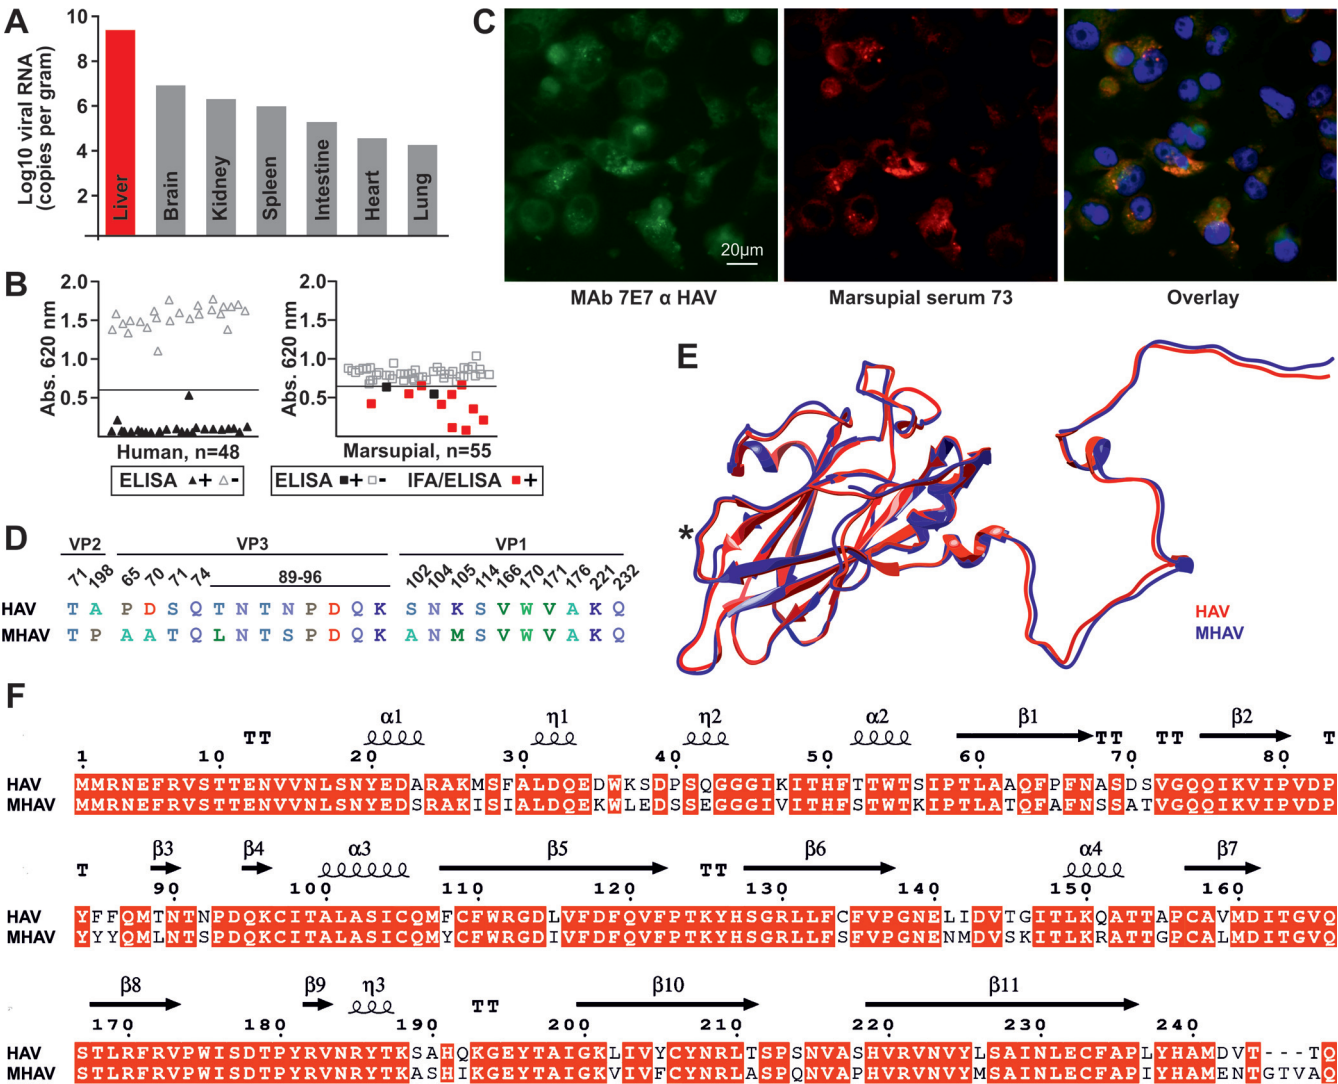 A
Log10 viral RNA
(copies per gram)
10
8
6
4
2
Liver
Brain
Kidney
Spleen
Intestine
Heart
Lung
B
Abs. 620 nm
2.0
1.5
1.0
0.5
Human, n=48
ELISA ▲+ △-
Abs. 620 nm
2.0
1.5
1.0
0.5
Marsupial, n=55
ELISA ■+ □- IFA/ELISA ■+
C
20µm
MAb 7E7 α HAV
Marsupial serum 73
Overlay
D
VP2 VP3 VP1
71 198 65 70 71 74 89-96 102 104 105 114 166 170 171 176 221 232
HAV T A P D S Q T N T N P D Q K S N K S V W V A K Q
MHAV T P A A T Q L N T S P D Q K A N M S V W V A K Q
E
*
HAV
MHAV
F
α1 η1 η2 α2 β1 β2
TT TT TT T
1 10 20 30 40 50 60 70 80
HAV MMRNEFRVSTTENVVNLSNYEDARAKMSFALDQEDWKSDPSQGGGIKITHFTTWTSIPTLAAQFPFNASDSVGQQIKVIPVDP
MHAV MMRNEFRVSTTENVVNLSNYEDSRAKISIALDQEKWLEDSSEGGGIVITHFSTWTKIPTLATQFAFNSSATVGQQIKVIPVDP
β3 β4 α3 β5 β6 α4 β7
T TT
90 100 110 120 130 140 150 160
HAV YFFQMTNTNPDQKCITALASICQMFCFWRGDLVFDFQVFPTKYHSGRLLFCFVPGNELIDVTGITLKQATTAPCAVMDITGVQ
MHAV YYYQMLNTSPDQKCITALASICQMYCFWRGDIVFDFQVFPTKYHSGRLLFSFVPGNENMDVSKITLKRATTGPCALMDITGVQ
β8 β9 η3 β10 β11
TT
170 180 190 200 210 220 230 240
HAV STLRFRVPWISDTPYRVNRYTKSAHQKGEYTAIGKLIVYCYNRLTSPSNVASHVRVNVYLSAINLECFAPLYHAMDVT---TQ
MHAV STLRFRVPWISDTPYRVNRYTKASHIKGEYTAIGKVIVFCYNRLASPQNVAPHVRVNVYMSAINLECFAPIYHAMENTGTVAQ